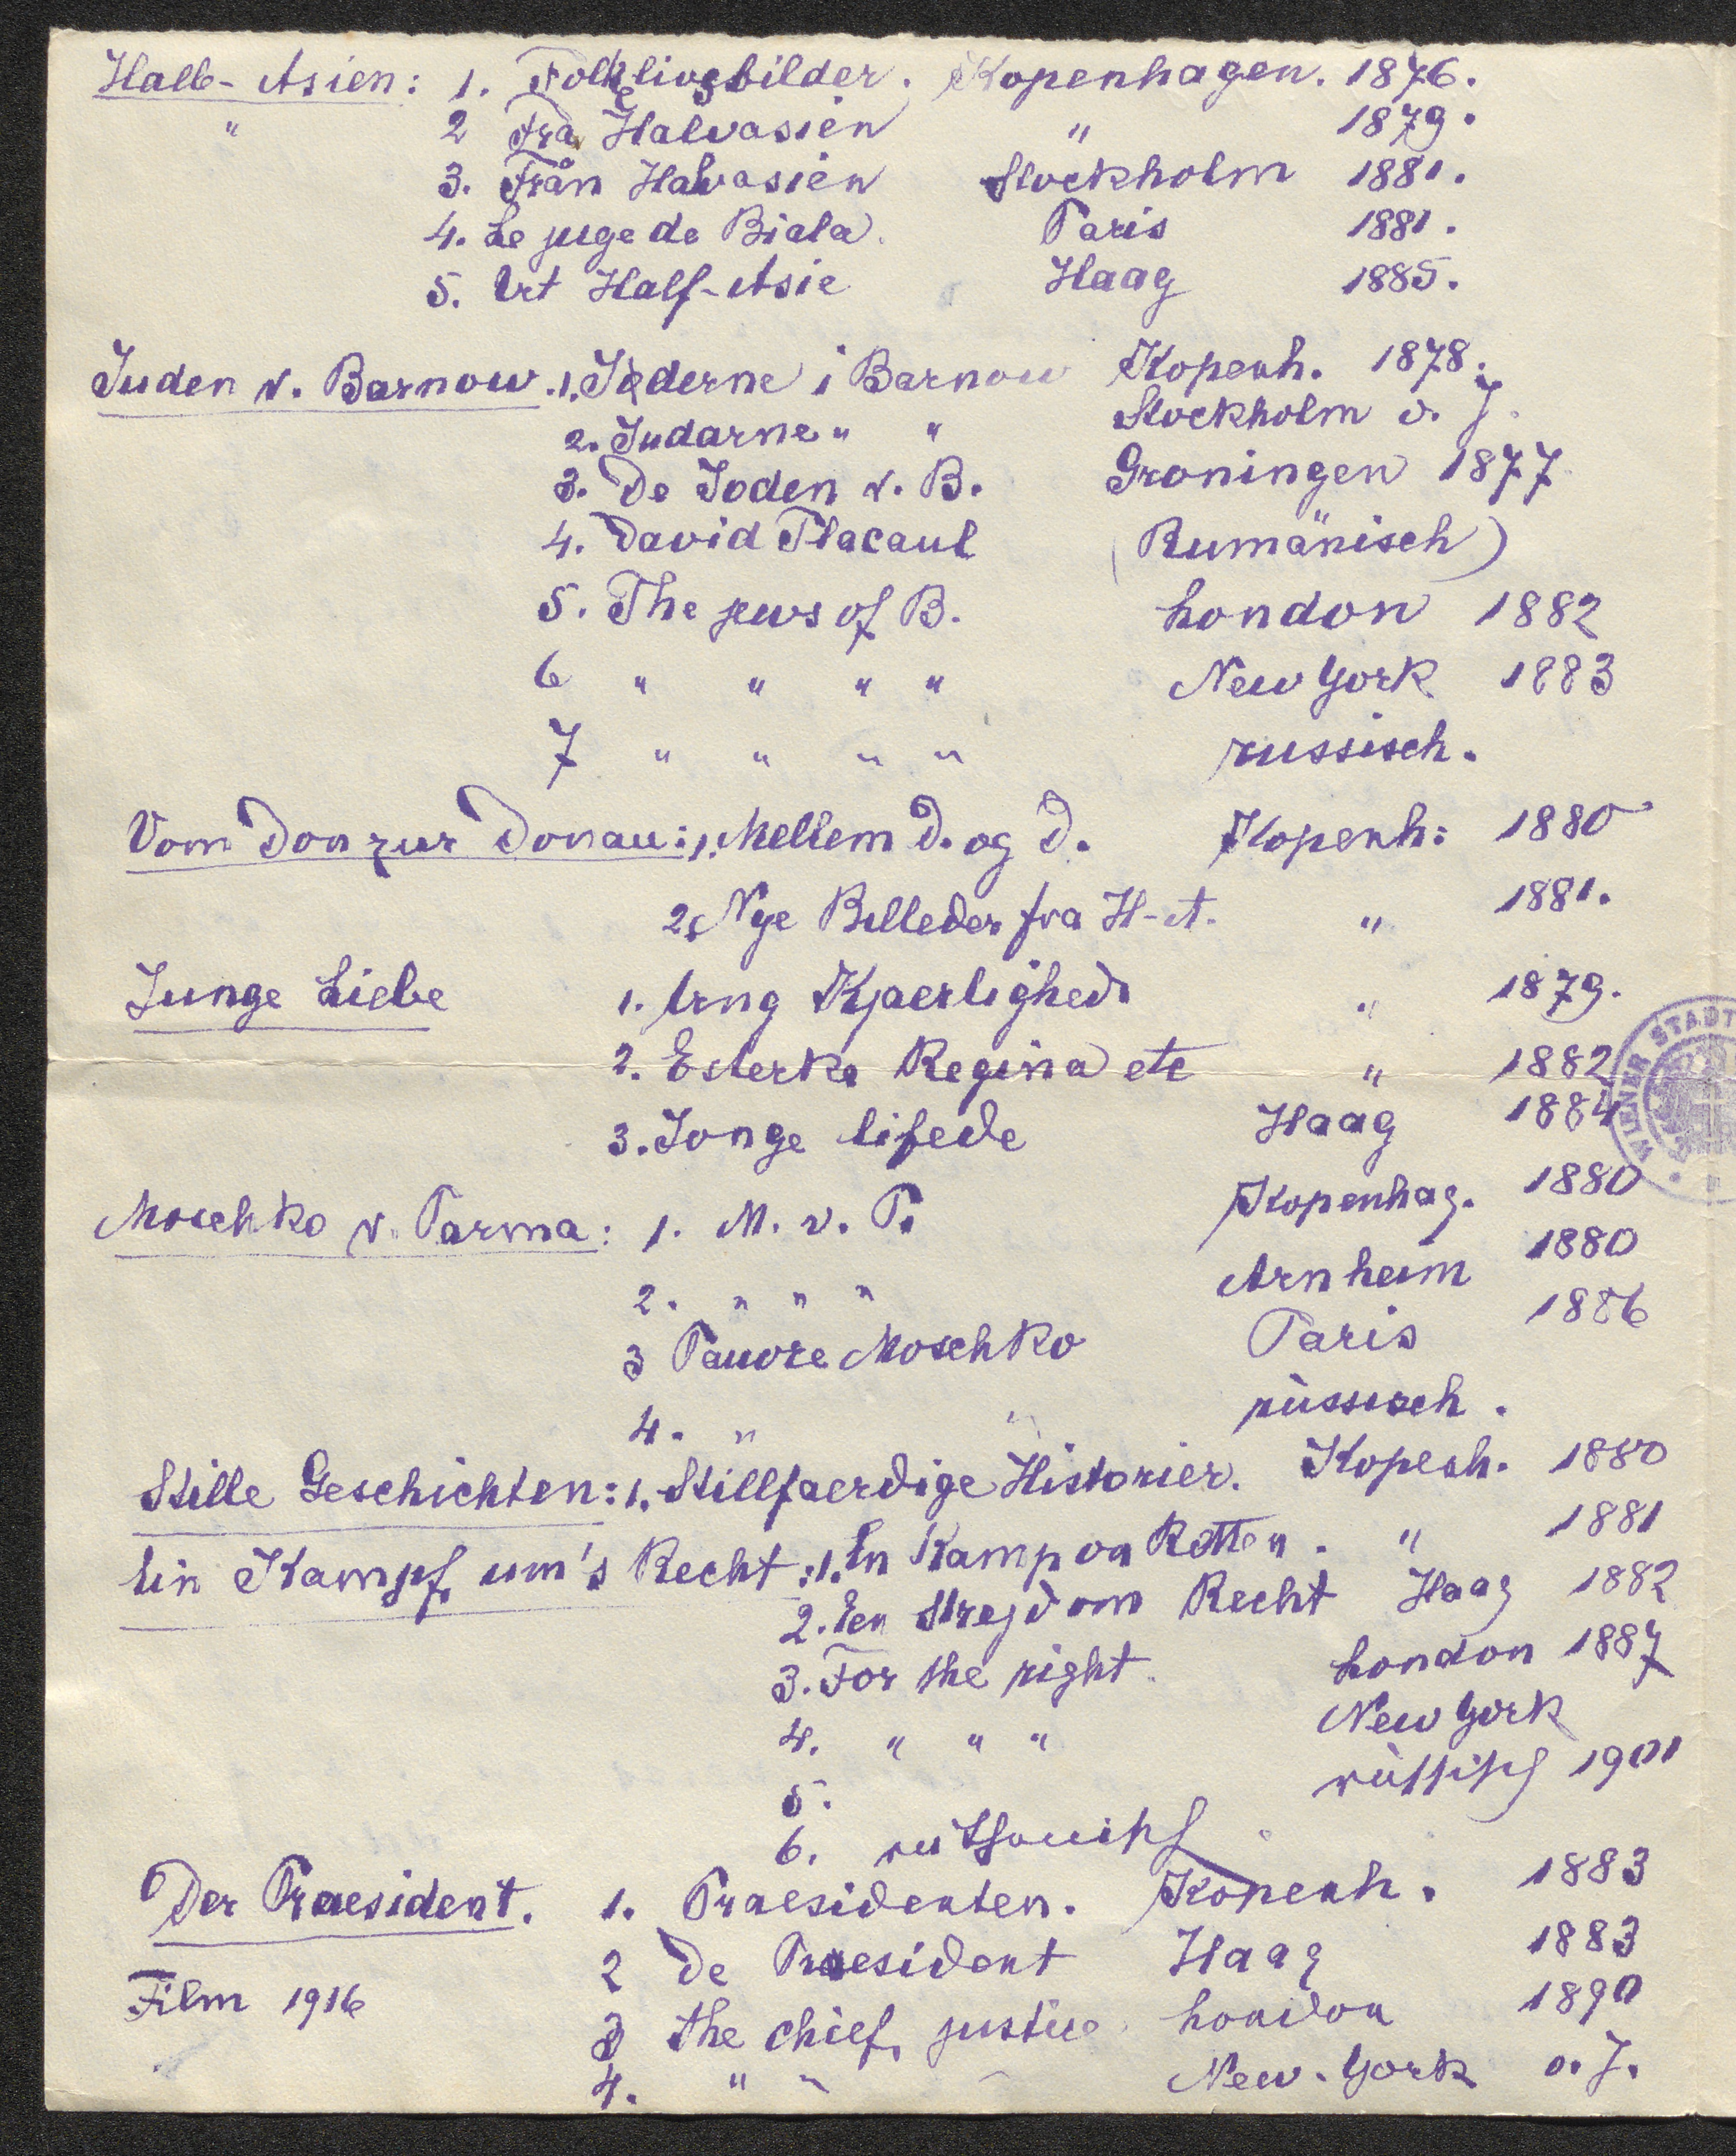 Halb-Asien: 1. Folkelivsbilder. Kopenhagen. 1876.
" 2 Fra Halvasien " 1879.
3. Från Halvasien Stockholm 1881.
4. Le juge de Biala. Paris 1881.
5. Uit Half-Asie Haag 1885.
Juden v. Barnow. 1. Jøderne i Barnow Kopenh. 1878.
2. Judarne " " Stockholm o. J.
3. De Joden v. B. Groningen 1877
4. David Placaul (Rumänisch)
5. The jews of B. London 1882
6 " " " " New York 1883
7 " " " " russisch.
Vom Don zur Donau: 1. Mellem D. og D. Kopenh: 1880
2. Nye Billeder fra H-A. " 1881.
Junge Liebe 1. Ung Kjaerlighed " 1879.
2. Esterka Regina etc " 1882
3. Jonge lifede Haag 1884
WIENER STADT
Moschko v. Parma: 1. M. v. P. Kopenhag. 1880
2. " " " Arnheim 1880
3 Pauvre Moschko Paris 1886
4. " " russisch.
Stille Geschichten: 1. Stillfaerdige Historier. Kopenh. 1880
Ein Kampf um's Recht: 1. En Kamp va Retten. " 1881
2. Een Strejd om Recht Haag 1882
3. For the right. London 1887
4. " " " New York
5. russisch 1901
6. ruthenisch
Der Praesident. 1. Praesidenten. Kopenh. 1883
2 De Praesident Haag 1883
Film 1916
3 the chief justice London 1890
4. " " " New-York o. J.